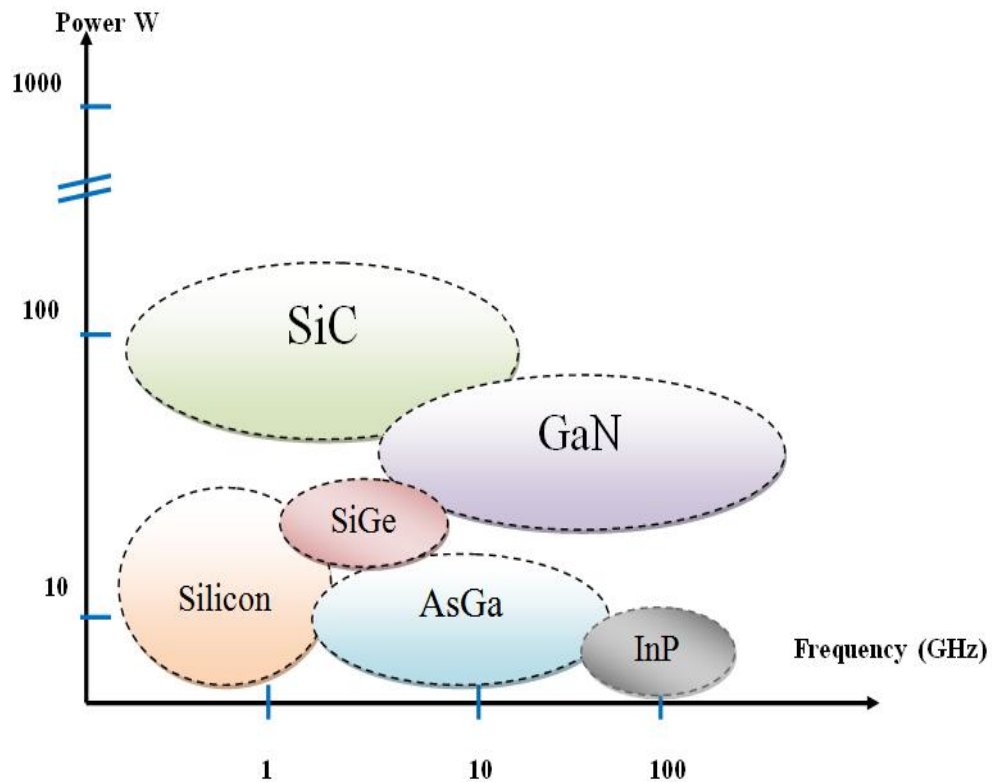 Power W
1000
100
SiC
GaN
SiGe
10
Silicon
AsGa
InP
Frequency (GHz)
1
10
100